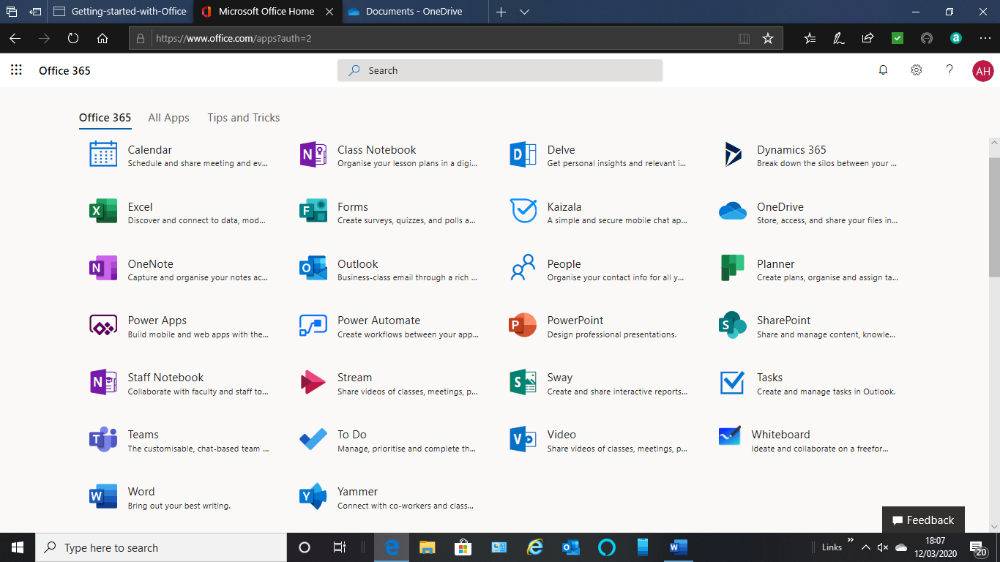 Getting-started-with-Office
Microsoft Office Home
Documents - OneDrive
https://www.office.com/apps?auth=2
a
Office 365
Search
?
AH
Office 365 All Apps Tips and Tricks
Calendar
Schedule and share meeting and ev...
N
Class Notebook
Organise your lesson plans in a digi...
D
Delve
Get personal insights and relevant i...
Dynamics 365
Break down the silos between your ...
X
Excel
Discover and connect to data, mod...
F
Forms
Create surveys, quizzes, and polls a...
Kaizala
A simple and secure mobile chat ap...
OneDrive
Store, access, and share your files in...
N
OneNote
Capture and organise your notes ac...
O
Outlook
Business-class email through a rich ...
People
Organise your contact info for all y...
Planner
Create plans, organise and assign ta...
Power Apps
Build mobile and web apps with the...
Power Automate
Create workflows between your app...
P
PowerPoint
Design professional presentations.
S
SharePoint
Share and manage content, knowle...
N
Staff Notebook
Collaborate with faculty and staff to...
Stream
Share videos of classes, meetings, p...
S
Sway
Create and share interactive reports...
Tasks
Create and manage tasks in Outlook.
T
Teams
The customisable, chat-based team ...
To Do
Manage, prioritise and complete th...
V
Video
Share videos of classes, meetings, p...
Whiteboard
Ideate and collaborate on a freefor...
W
Word
Bring out your best writing.
Y
Yammer
Connect with co-workers and class...
Feedback
Type here to search
Links
18:07
12/03/2020
20